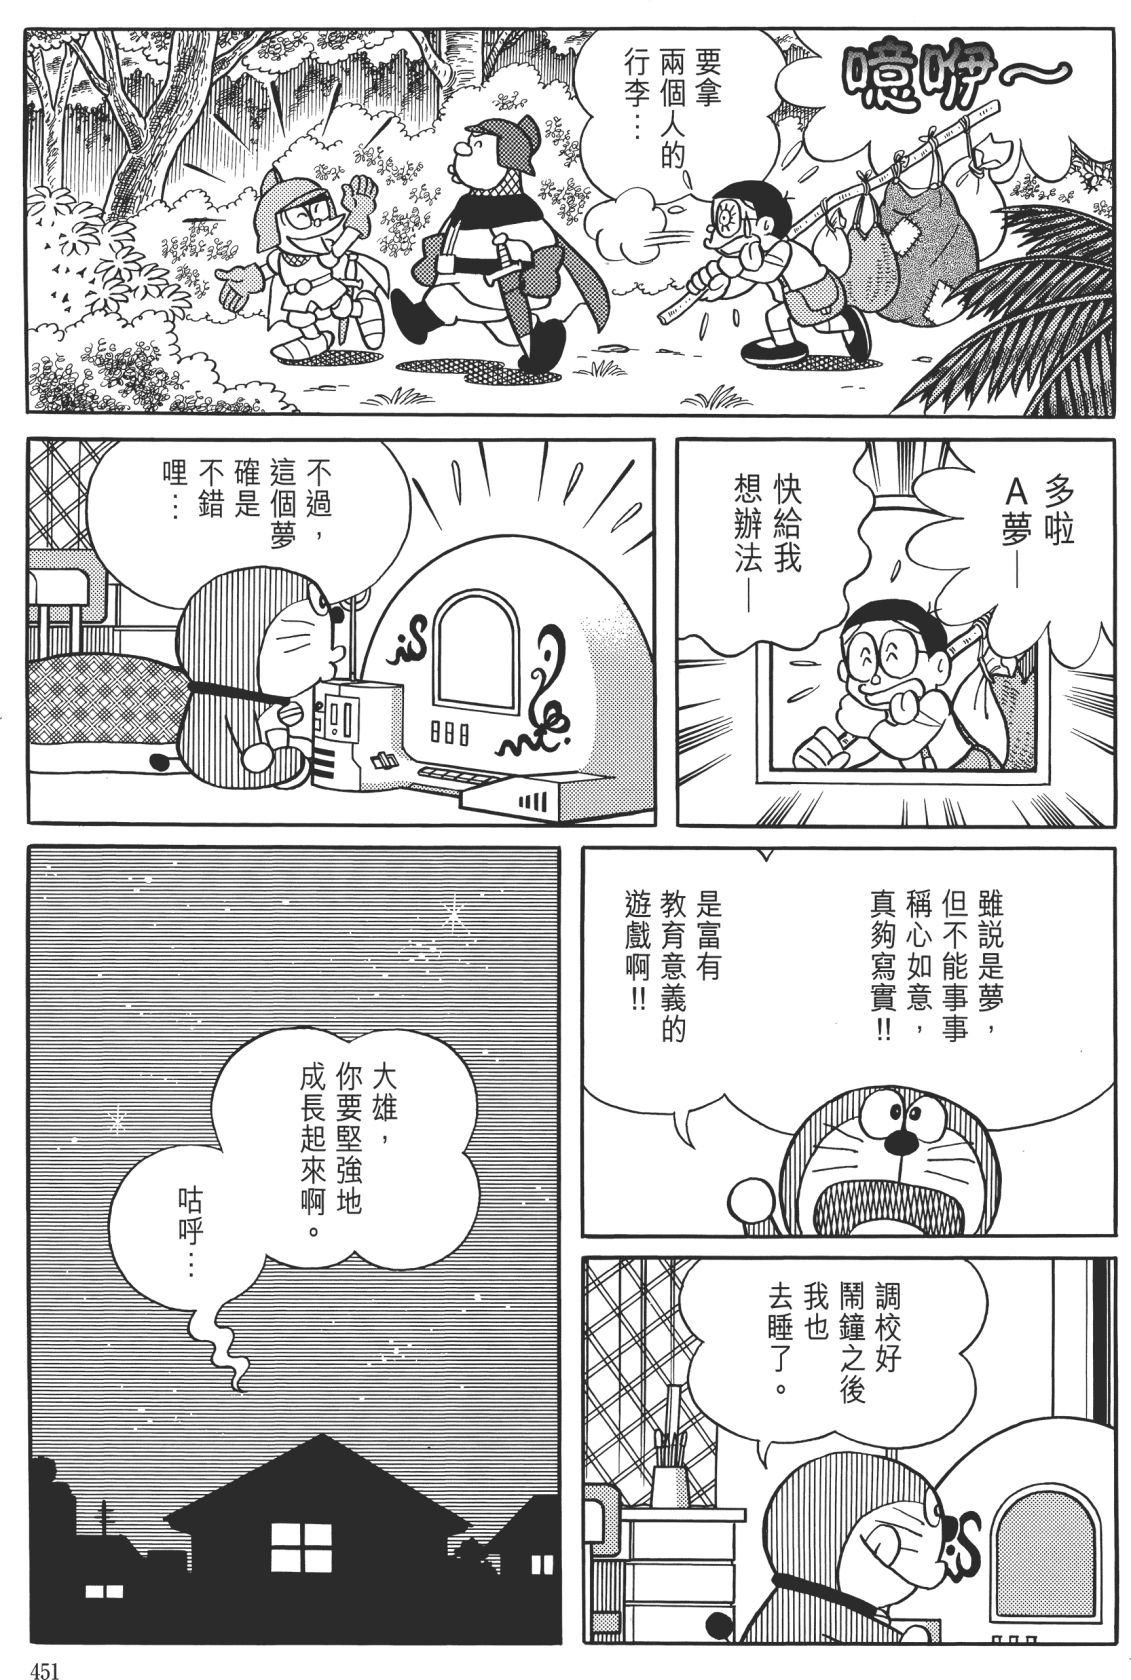 噫咿～
要拿
兩個人的
行李…
多啦
A夢—
快給我
想辦法—
不過，
這個夢
確是
不錯
哩…
雖説是夢，
但不能事事
稱心如意，
真夠寫實!!
是富有
教育意義的
遊戲啊!!
調校好
鬧鐘之後
我也
去睡了。
大雄，
你要堅強地
成長起來啊。
咕呼…
451